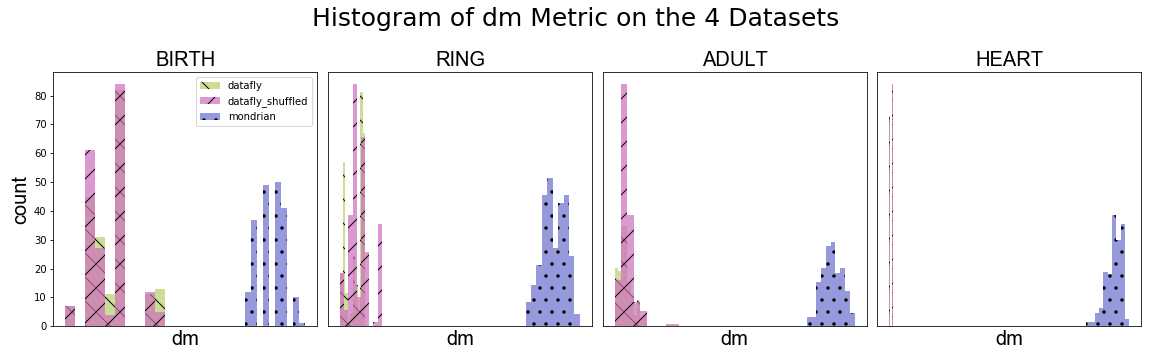 Histogram of dm Metric on the 4 Datasets
BIRTH
RING
ADULT
HEART
datafly
datafly_shuffled
mondrian
80
70
60
50
40
30
20
10
0
count
dm
dm
dm
dm